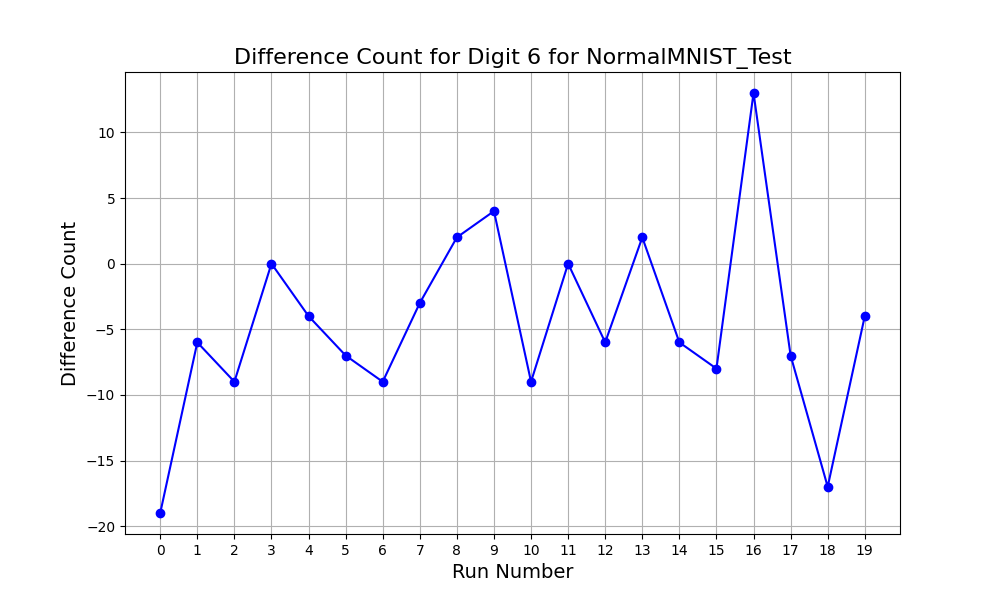 Difference Count for Digit 6 for NormalMNIST_Test
10
5
0
−5
−10
−15
−20
Difference Count
0 1 2 3 4 5 6 7 8 9 10 11 12 13 14 15 16 17 18 19
Run Number